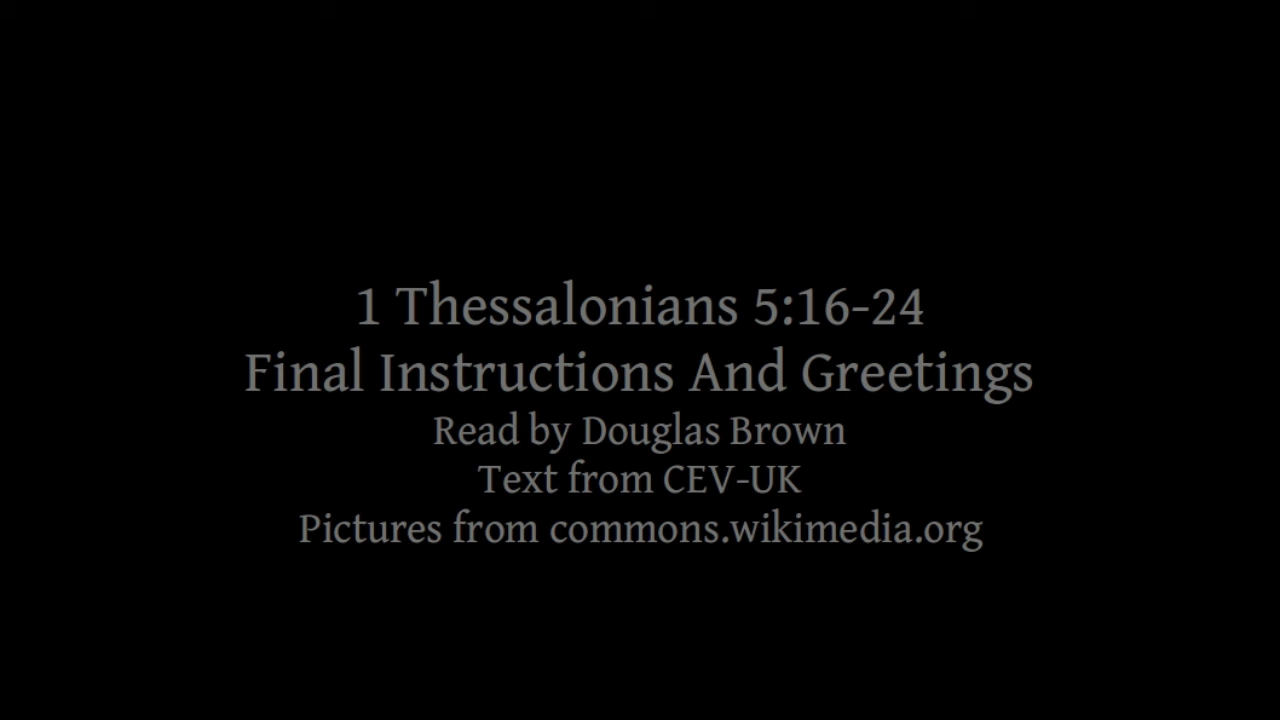 1 Thessalonians 5:16-24
Final Instructions And Greetings
Read by Douglas Brown
Text from CEV-UK
Pictures from commons.wikimedia.org